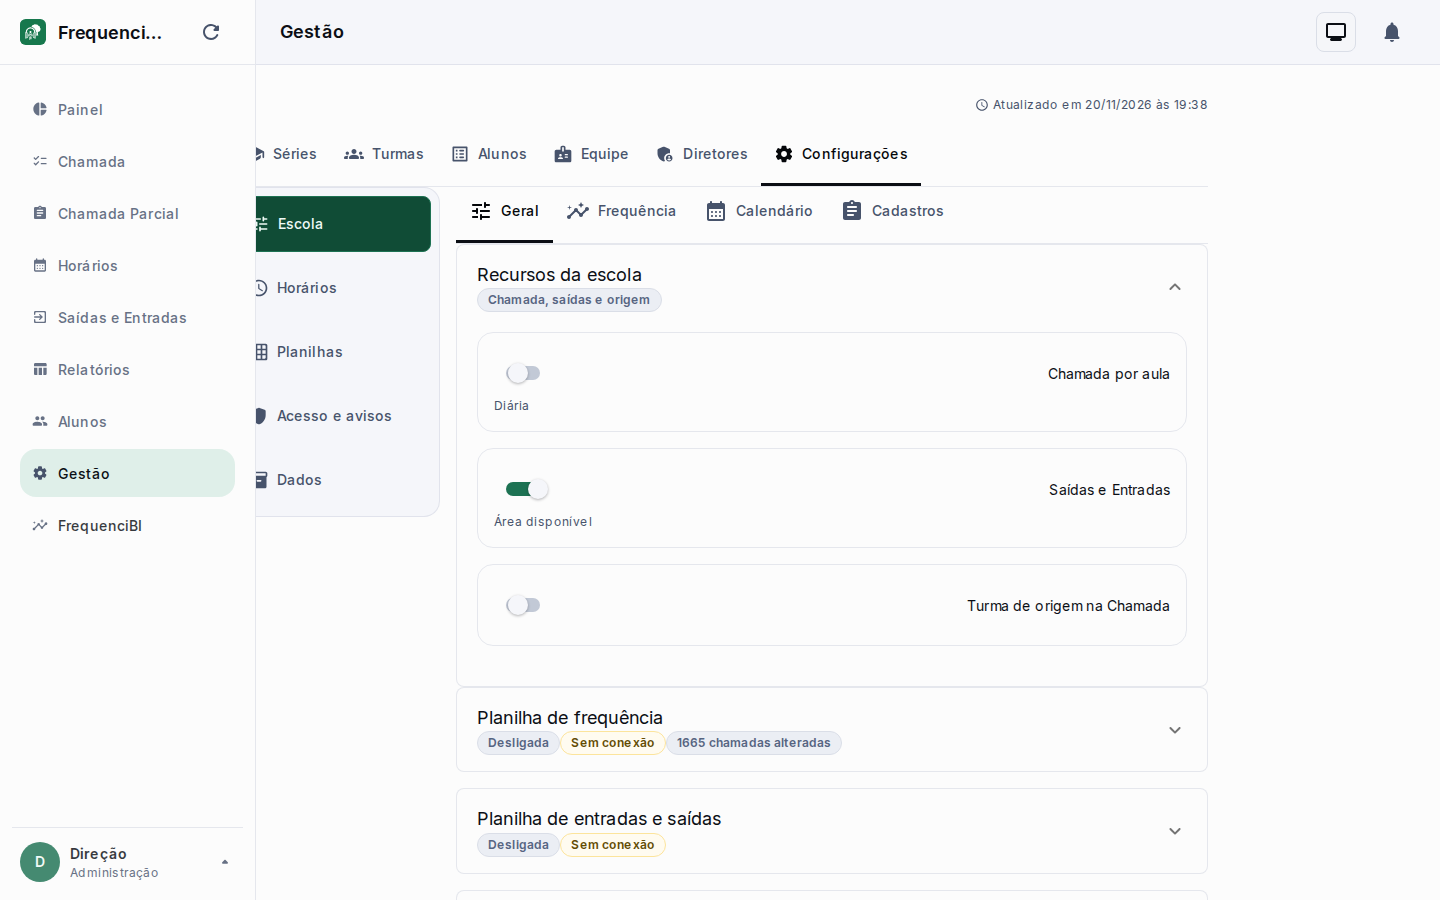 Frequenci...
Gestão
Painel
Chamada
Chamada Parcial
Horários
Saídas e Entradas
Relatórios
Alunos
Gestão
FrequenciBI
D
Direção
Administração
Atualizado em 20/11/2026 às 19:38
Séries
Turmas
Alunos
Equipe
Diretores
Configurações
Escola
Horários
Planilhas
Acesso e avisos
Dados
Geral
Frequência
Calendário
Cadastros
Recursos da escola
Chamada, saídas e origem
Chamada por aula
Diária
Saídas e Entradas
Área disponível
Turma de origem na Chamada
Planilha de frequência
Desligada
Sem conexão
1665 chamadas alteradas
Planilha de entradas e saídas
Desligada
Sem conexão